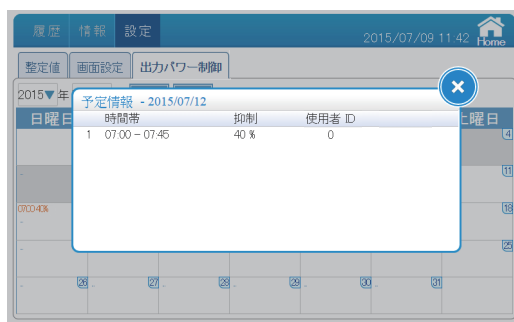 履歴 情報 設定
2015/07/09 11:42 Home
整定値 画面設定 出力パワー制御
2015▼年
予定情報 - 2015/07/12
日曜日 土曜日
時間帯 抑制 使用者 ID
1 07:00 - 07:45 40 % 0
4
11
07:00 40%
18
25
26 27 28 29 30 31